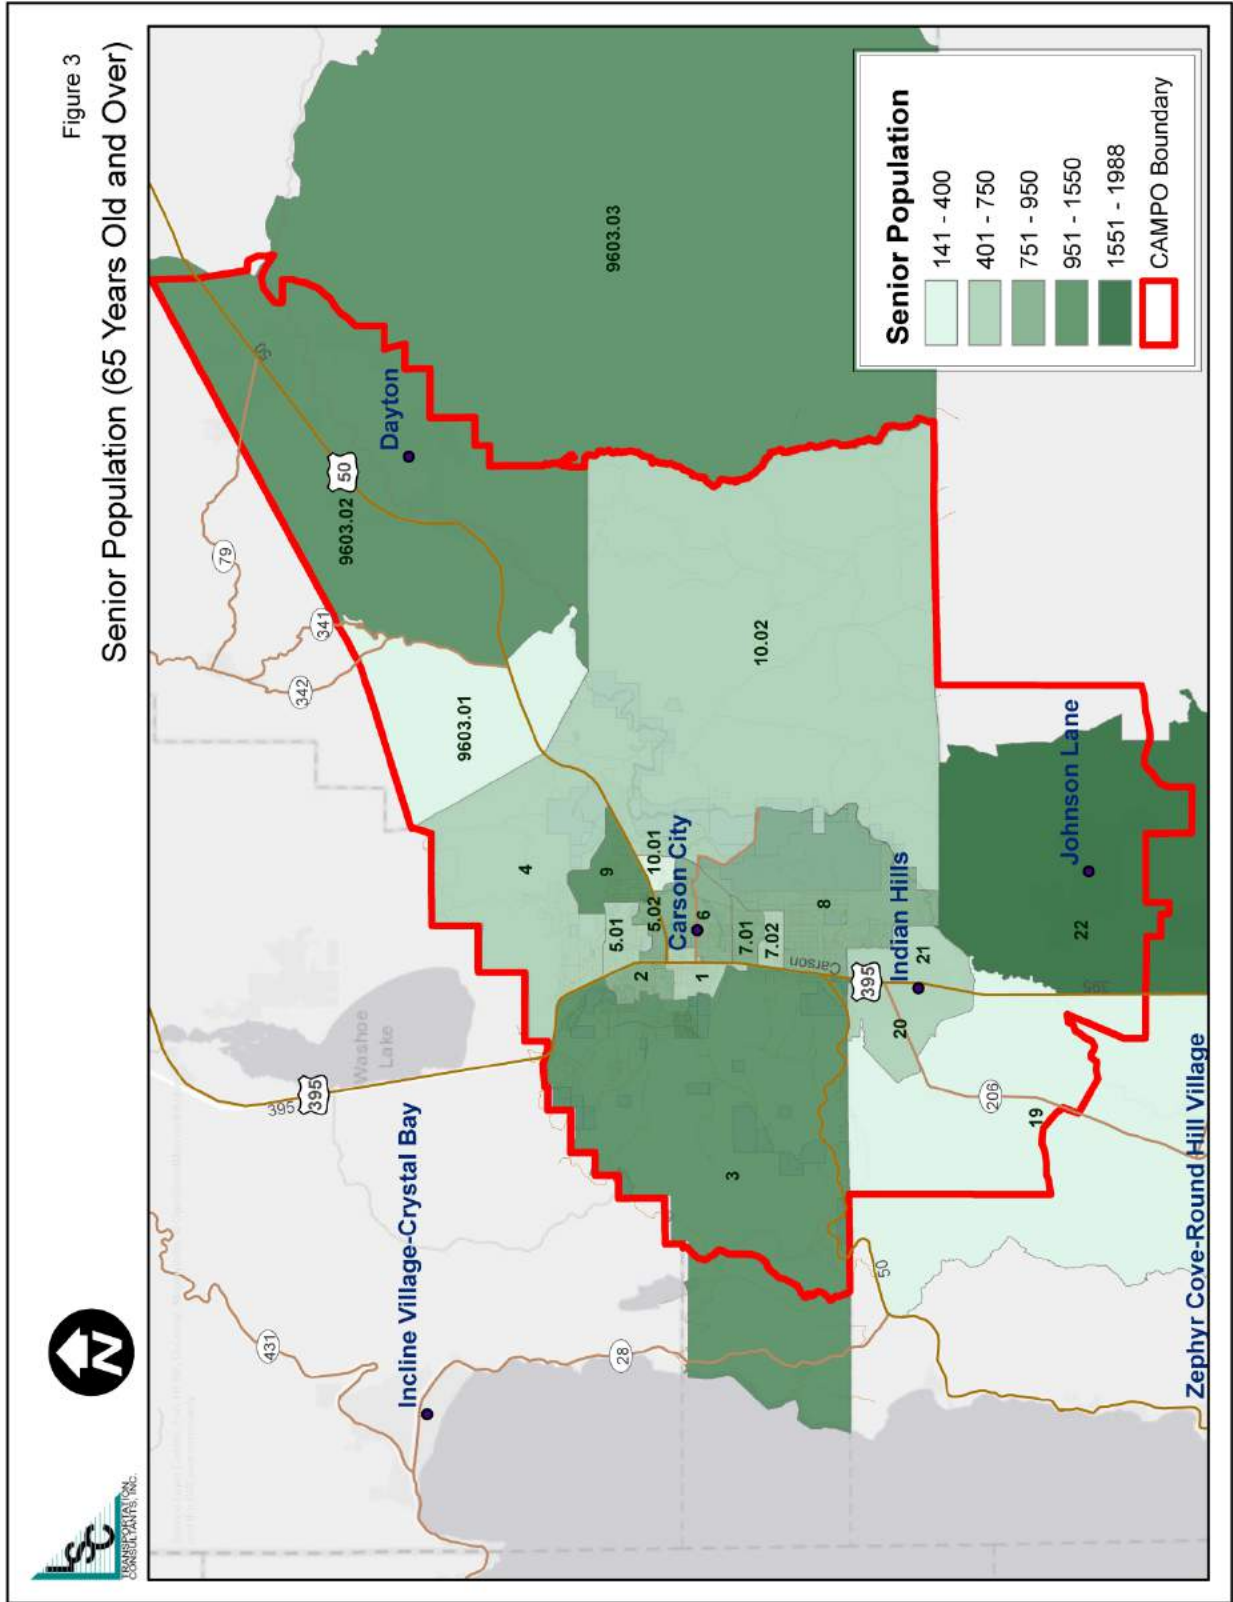 Figure 3
Senior Population (65 Years Old and Over)
N
LSC
TRANSPORTATION
CONSULTANTS, INC.
431
28
Incline Village-Crystal Bay
Washoe
Lake
395
395
342
341
79
50
50
9603.02
Dayton
9603.01
9603.03
4
9
5.01
5.02
10.01
10.02
Carson City
2
6
1
7.01
7.02
3
8
Carson
395
Indian Hills
21
20
50
206
19
395
22
Johnson Lane
Zephyr Cove-Round Hill Village
Senior Population
141 - 400
401 - 750
751 - 950
951 - 1550
1551 - 1988
CAMPO Boundary